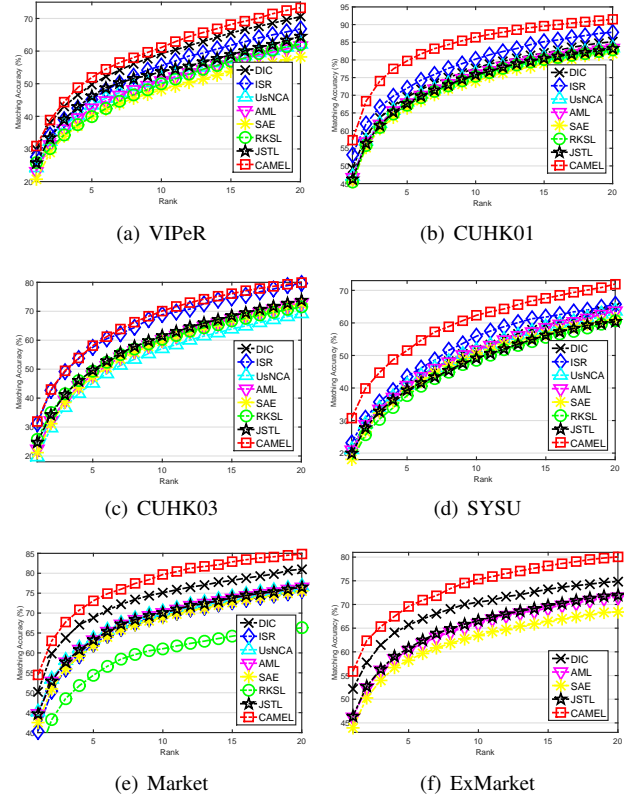 Matching Accuracy (%)
70
60
50
40
30
20
5
10
15
20
Rank
DIC
ISR
UsNCA
AML
SAE
RKSL
JSTL
CAMEL
(a) VIPeR
Matching Accuracy (%)
95
90
85
80
75
70
65
60
55
50
45
5
10
15
20
Rank
DIC
ISR
UsNCA
AML
SAE
RKSL
JSTL
CAMEL
(b) CUHK01
Matching Accuracy (%)
80
70
60
50
40
30
20
5
10
15
20
Rank
DIC
ISR
UsNCA
AML
SAE
RKSL
JSTL
CAMEL
(c) CUHK03
Matching Accuracy (%)
70
60
50
40
30
20
5
10
15
20
Rank
DIC
ISR
UsNCA
AML
SAE
RKSL
JSTL
CAMEL
(d) SYSU
Matching Accuracy (%)
85
80
75
70
65
60
55
50
45
40
5
10
15
20
Rank
DIC
ISR
UsNCA
AML
SAE
RKSL
JSTL
CAMEL
(e) Market
Matching Accuracy (%)
80
75
70
65
60
55
50
45
5
10
15
20
Rank
DIC
AML
SAE
JSTL
CAMEL
(f) ExMarket